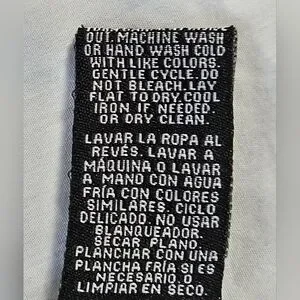 OUT. MACHINE WASH
OR HAND WASH COLD
WITH LIKE COLORS.
GENTLE CYCLE. DO
NOT BLEACH. LAY
FLAT TO DRY. COOL
IRON IF NEEDED.
OR DRY CLEAN.
LAVAR LA ROPA AL
REVÉS. LAVAR A
MÁQUINA O LAVAR
A MANO CON AGUA
FRÍA CON COLORES
SIMILARES. CICLO
DELICADO. NO USAR
BLANQUEADOR.
SECAR PLANO.
PLANCHAR CON UNA
PLANCHA FRÍA SI ES
NECESARIO. O
LIMPIAR EN SECO.